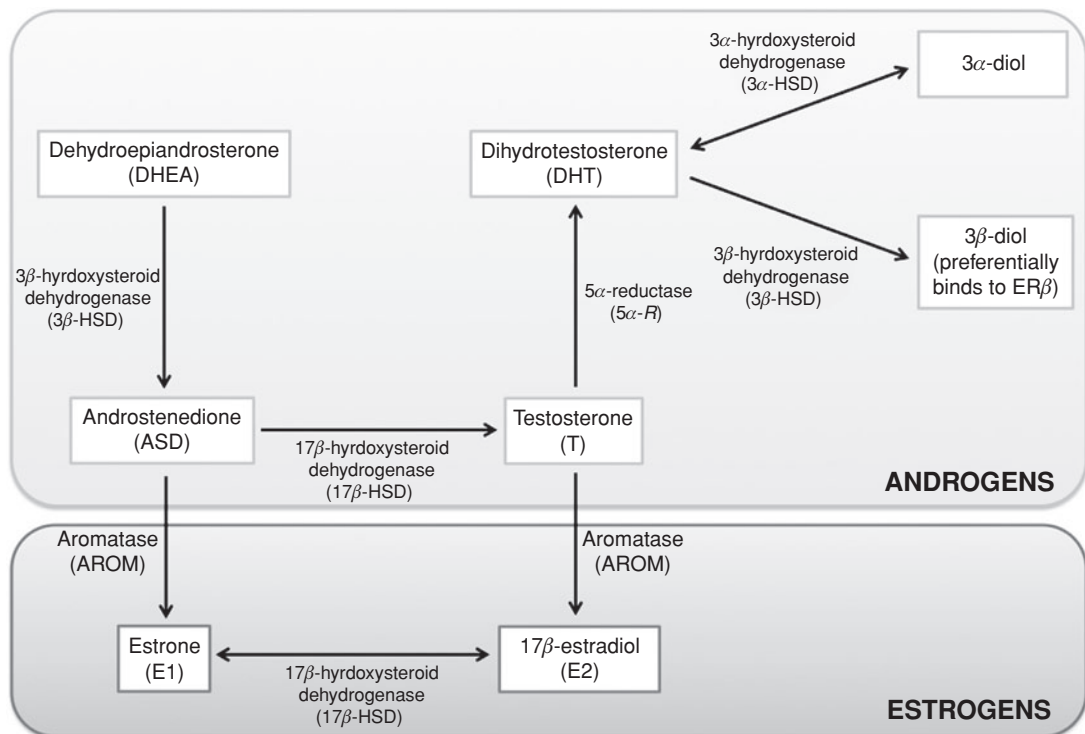 3α-hyrdoxysteroid
dehydrogenase
(3α-HSD)
3α-diol
Dehydroepiandrosterone
(DHEA)
Dihydrotestosterone
(DHT)
3β-hyrdoxysteroid
dehydrogenase
(3β-HSD)
5α-reductase
(5α-R)
3β-hyrdoxysteroid
dehydrogenase
(3β-HSD)
3β-diol
(preferentially
binds to ERβ)
Androstenedione
(ASD)
17β-hyrdoxysteroid
dehydrogenase
(17β-HSD)
Testosterone
(T)
ANDROGENS
Aromatase
(AROM)
Aromatase
(AROM)
Estrone
(E1)
17β-hyrdoxysteroid
dehydrogenase
(17β-HSD)
17β-estradiol
(E2)
ESTROGENS